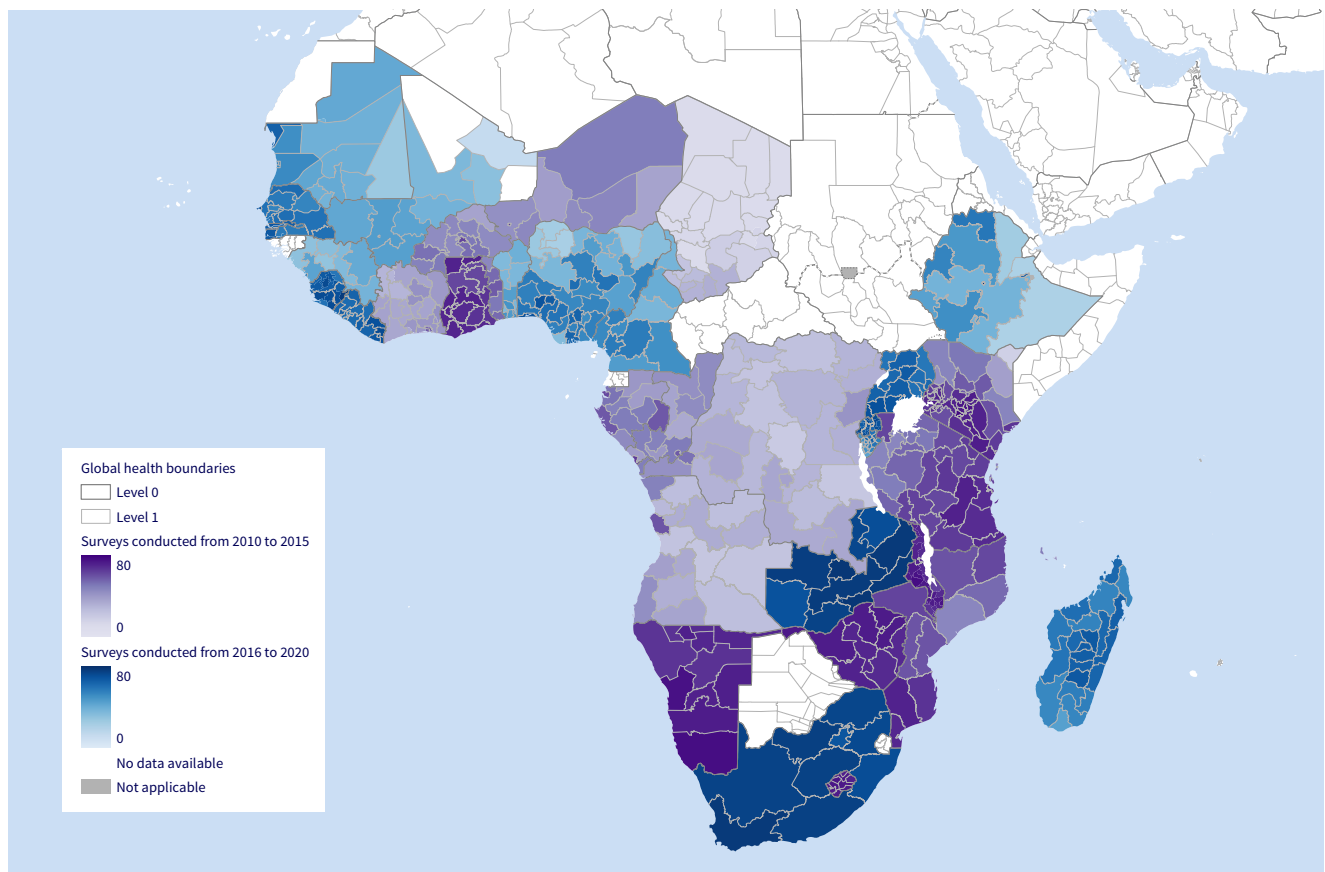 Global health boundaries
Level 0
Level 1
Surveys conducted from 2010 to 2015
80
0
Surveys conducted from 2016 to 2020
80
0
No data available
Not applicable